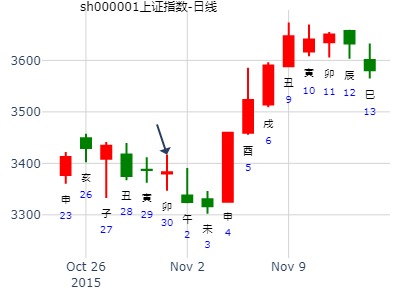 sh000001上证指数-日线
3600
3500
3400
3300
申
23
亥
26
子
27
丑
28
寅
29
卯
30
午
2
未
3
申
4
酉
5
戌
6
丑
9
寅
10
卯
11
辰
12
巳
13
Oct 26
2015
Nov 2
Nov 9